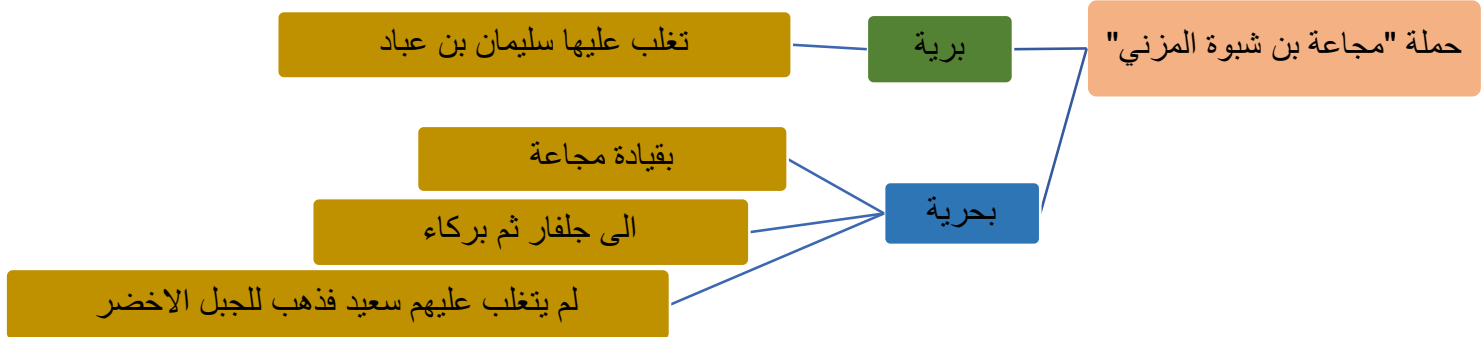 حملة "مجاعة بن شبوة المزني"
برية
تغلب عليها سليمان بن عباد
بحرية
بقيادة مجاعة
الى جلفار ثم بركاء
لم يتغلب عليهم سعيد فذهب للجبل الاخضر